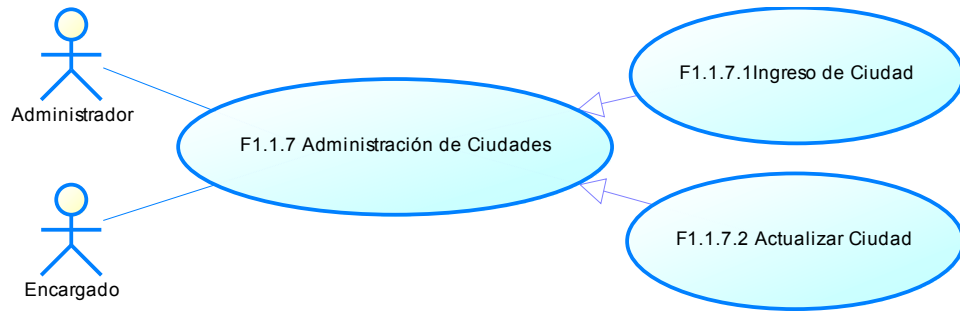 Administrador
F1.1.7 Administración de Ciudades
F1.1.7.1Ingreso de Ciudad
F1.1.7.2 Actualizar Ciudad
Encargado